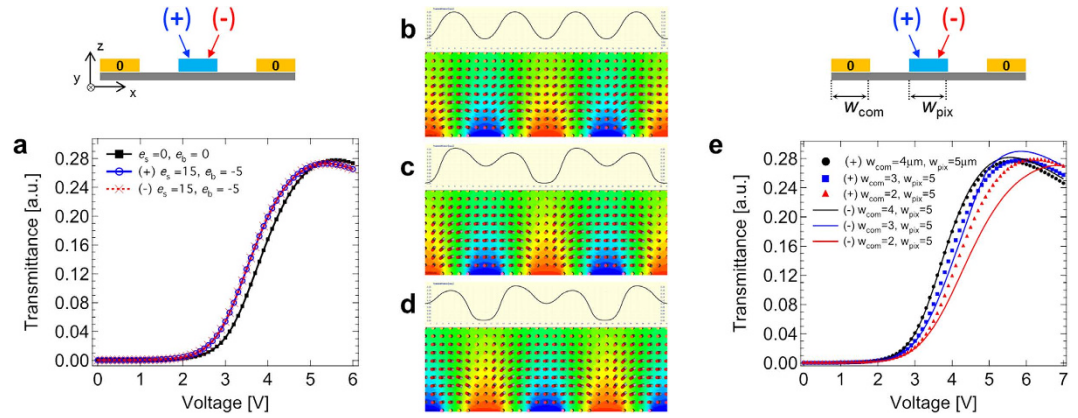 (+) (-)
0 0
z
y
x
a
Transmittance [a.u.]
0.28
0.24
0.20
0.16
0.12
0.08
0.04
0.00
eₛ=0, e_b = 0
(+) eₛ=15, e_b = -5
(-) eₛ=15, e_b = -5
0 1 2 3 4 5 6
Voltage [V]
b
c
d
(+) (-)
0 0
w_com w_pix
e
Transmittance [a.u.]
0.28
0.24
0.20
0.16
0.12
0.08
0.04
0.00
(+) w_com=4μm, w_pix=5μm
(+) w_com=3, w_pix=5
(+) w_com=2, w_pix=5
(-) w_com=4, w_pix=5
(-) w_com=3, w_pix=5
(-) w_com=2, w_pix=5
0 1 2 3 4 5 6 7
Voltage [V]